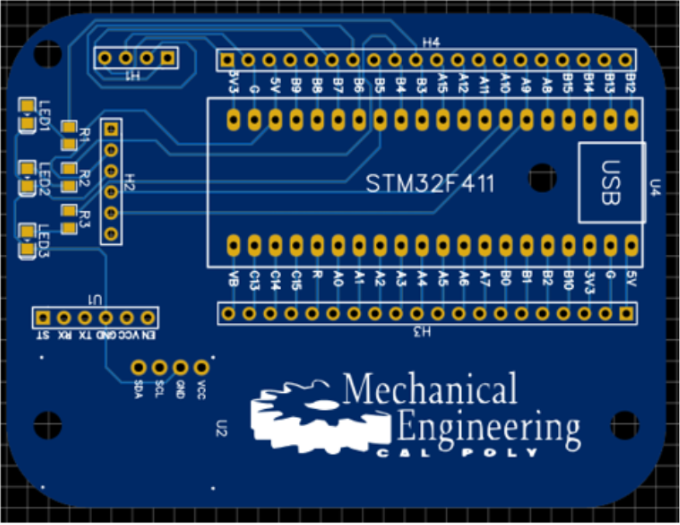 H4
H1
3V3 G 5V B9 B8 B7 B6 B5 B4 B3 A15 A12 A11 A10 A9 A8 B15 B14 B13 B12
LED1
R1
H2
LED2
R2
STM32F411
USB
U4
R3
LED3
VB C13 C14 C15 R A0 A1 A2 A3 A4 A5 A6 A7 B0 B1 B2 B10 3V3 G 5V
U1
ST RX TX GND VCC EN
H3
SDA SCL GND VCC
U2
Mechanical
Engineering
CAL POLY